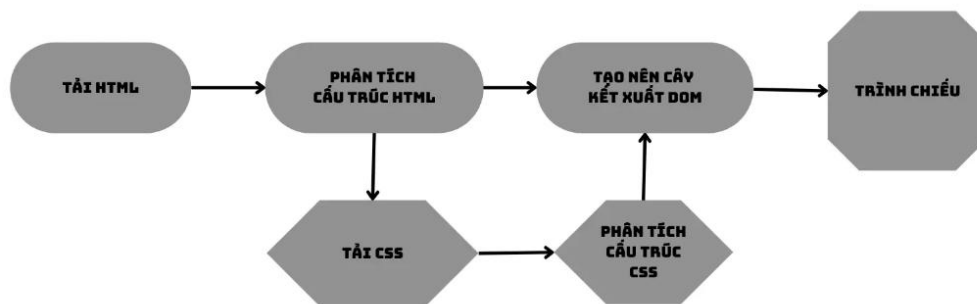 TẢI HTML
PHÂN TÍCH
CẤU TRÚC HTML
TẠO NÊN CÂY
KẾT XUẤT DOM
TRÌNH CHIẾU
TẢI CSS
PHÂN TÍCH
CẤU TRÚC
CSS